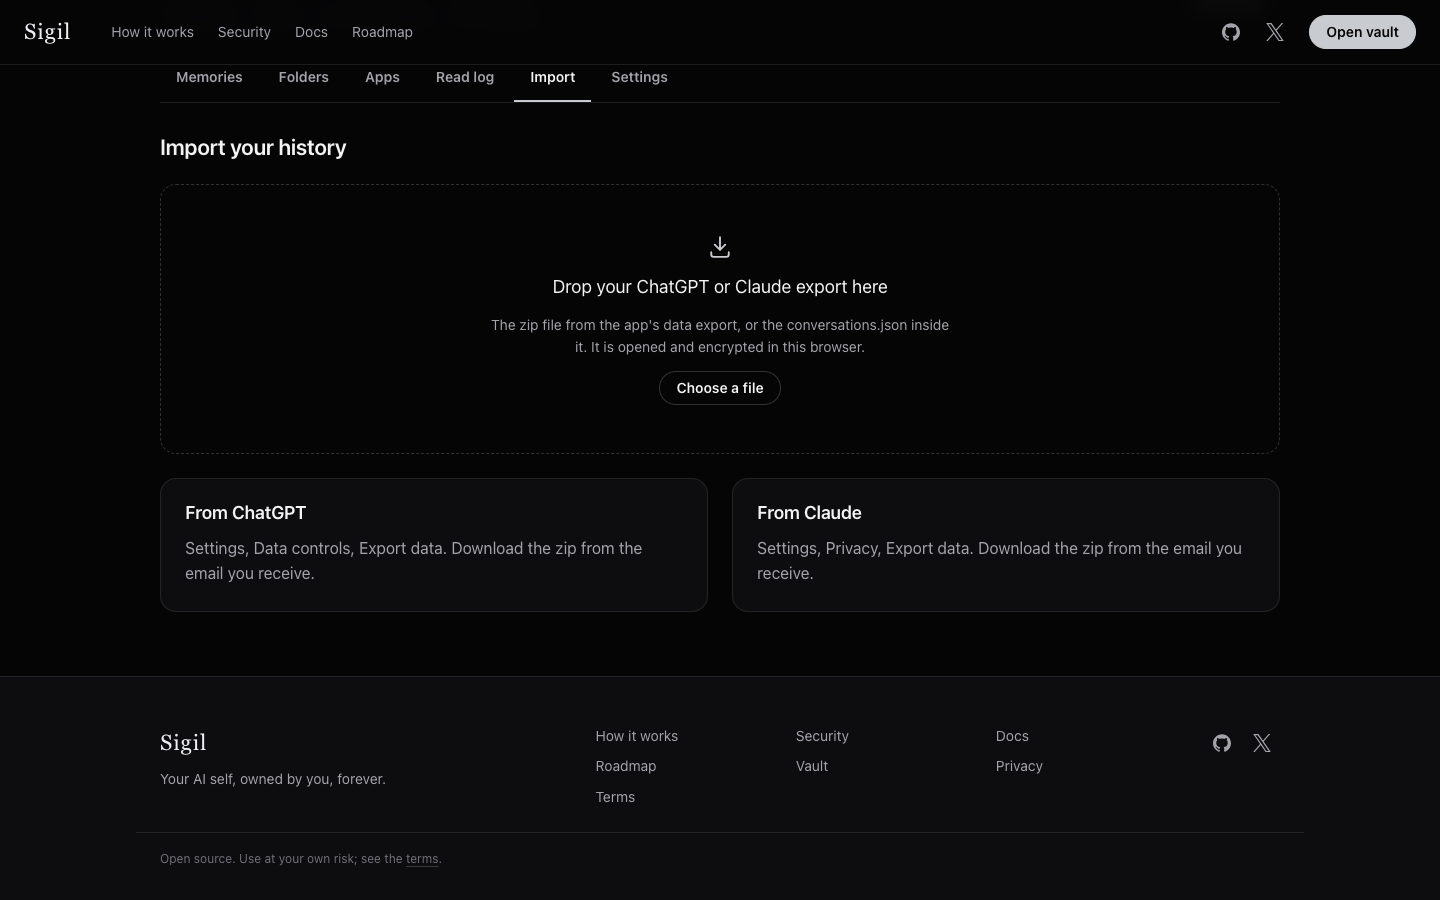 Sigil
How it works
Security
Docs
Roadmap
Open vault
Memories
Folders
Apps
Read log
Import
Settings
Import your history
Drop your ChatGPT or Claude export here
The zip file from the app's data export, or the conversations.json inside
it. It is opened and encrypted in this browser.
Choose a file
From ChatGPT
Settings, Data controls, Export data. Download the zip from the
email you receive.
From Claude
Settings, Privacy, Export data. Download the zip from the email you
receive.
Sigil
Your AI self, owned by you, forever.
How it works
Security
Docs
Roadmap
Vault
Privacy
Terms
Open source. Use at your own risk; see the terms.